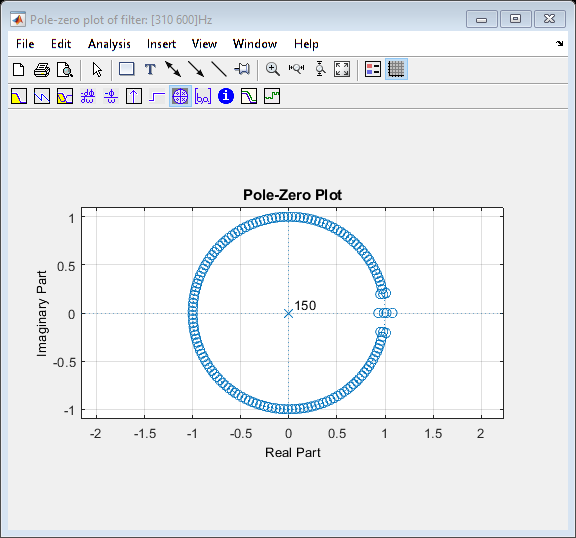 Pole-zero plot of filter: [310 600]Hz
File Edit Analysis Insert View Window Help
T
dϕ
dω
-ϕ
ω
[b,a]
i
Pole-Zero Plot
1
0.5
0
-0.5
-1
Imaginary Part
150
-2 -1.5 -1 -0.5 0 0.5 1 1.5 2
Real Part